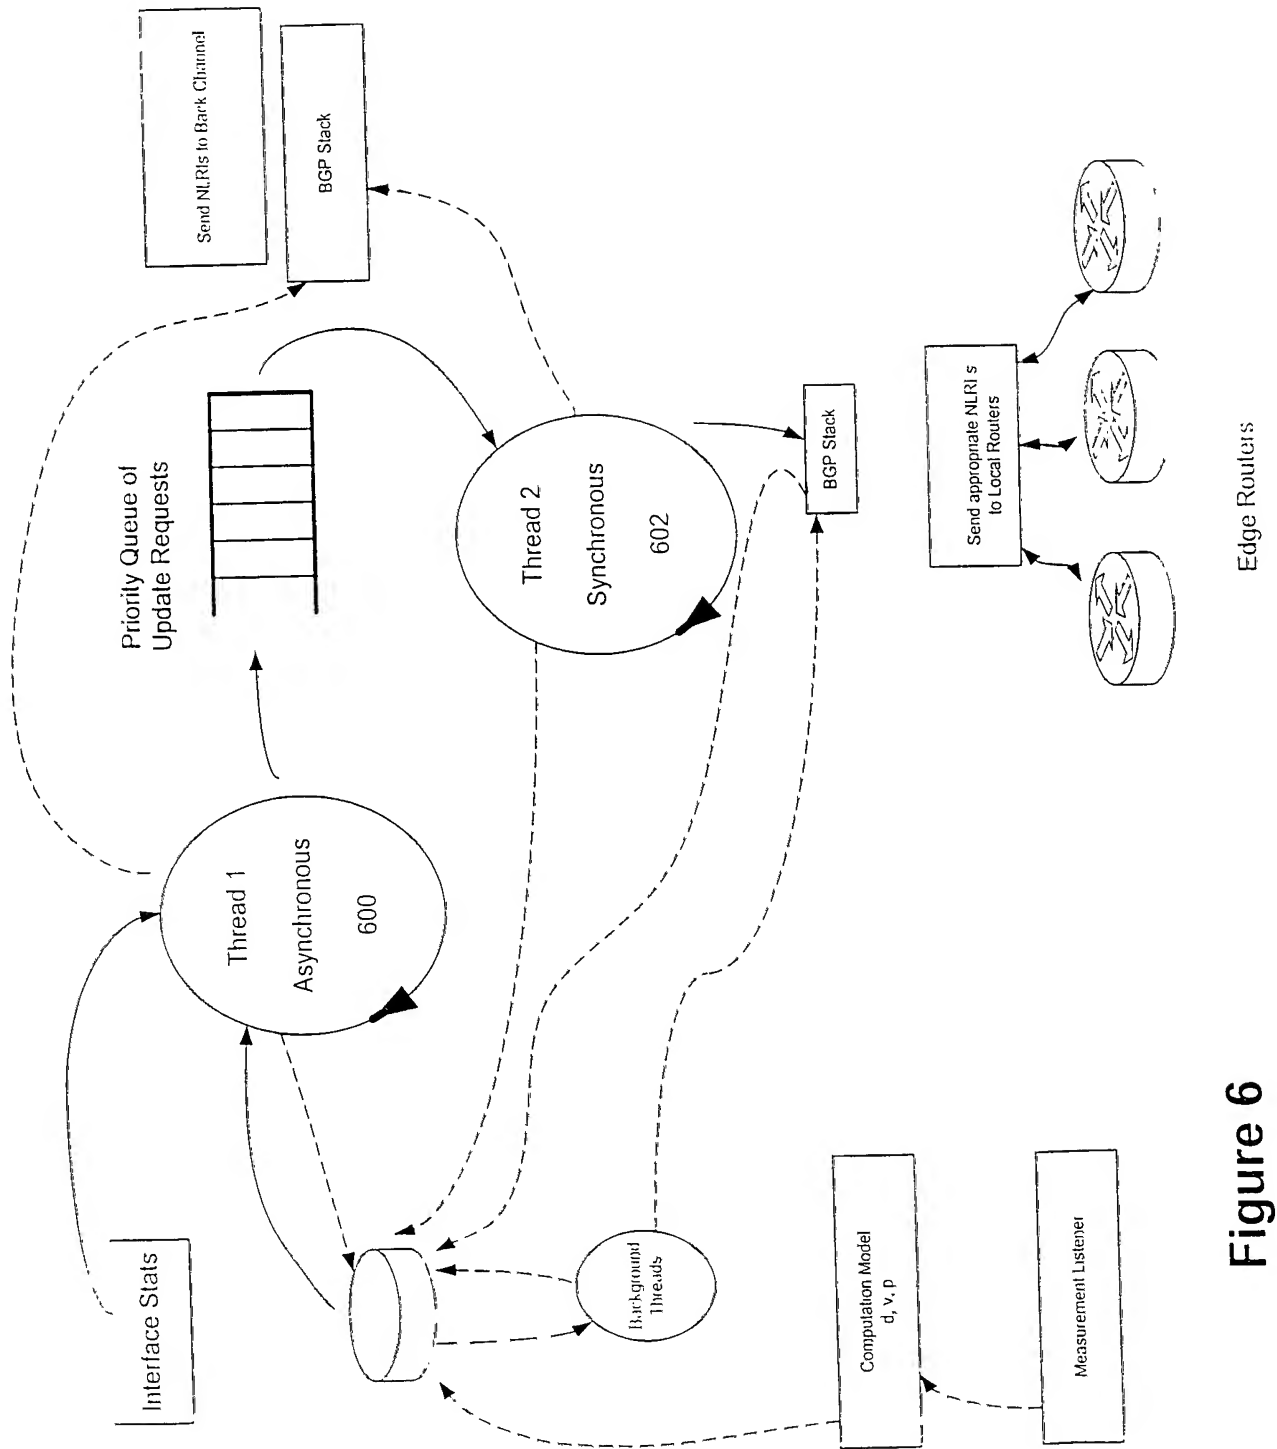 Interface Stats
Thread 1
Asynchronous
600
Priority Queue of
Update Requests
Send NLRIs to Back Channel
BGP Stack
Thread 2
Synchronous
602
BGP Stack
Background
Threads
Computation Model
d, v, p
Measurement Listener
Send appropriate NLRI s
to Local Routers
Edge Routers
Figure 6